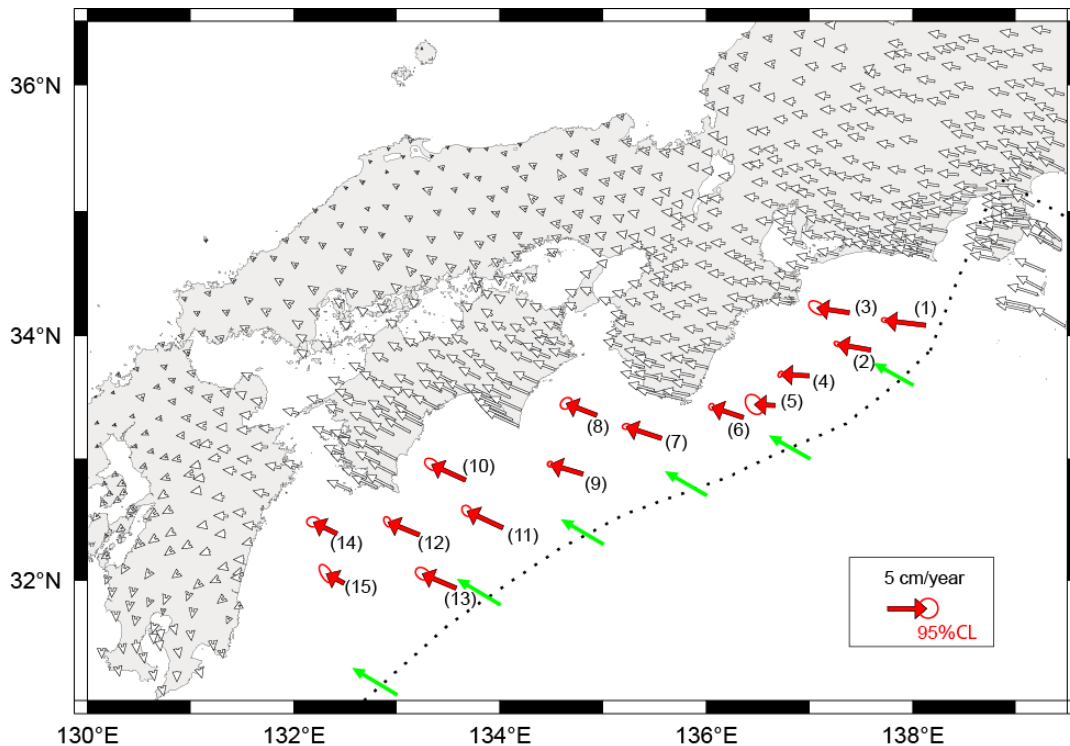 36°N
34°N
32°N
(3)
(1)
(2)
(4)
(5)
(6)
(8)
(7)
(10)
(9)
(11)
(12)
(14)
(15)
(13)
5 cm/year
95%CL
130°E
132°E
134°E
136°E
138°E